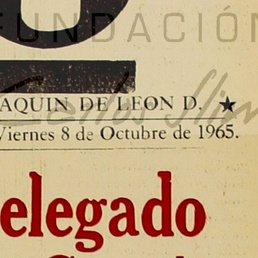 FUNDACIÓN
AQUIN DE LEON D. ★
Viernes 8 de Octubre de 1965.
elegado